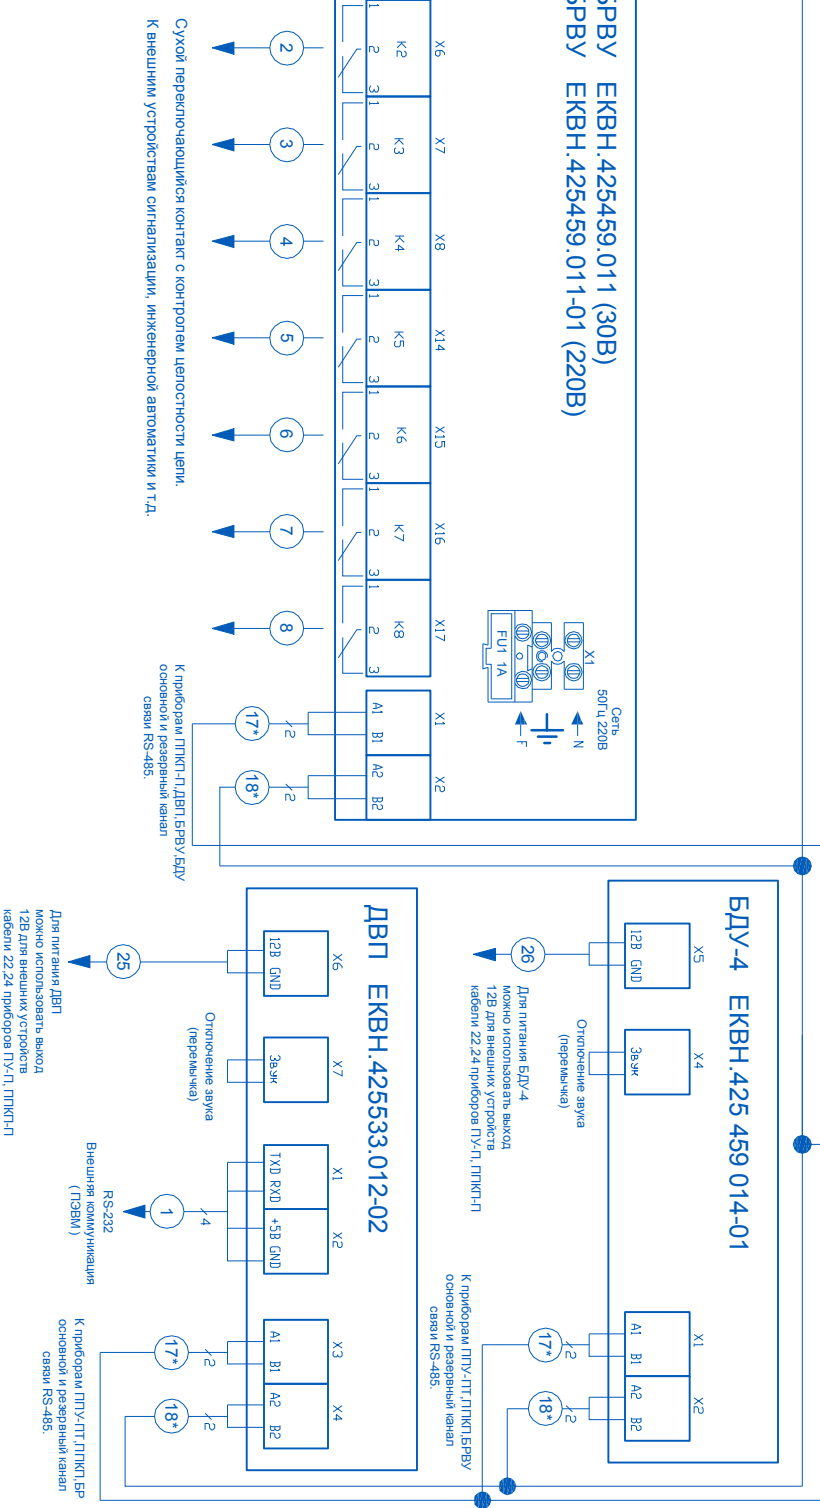 БРВУ ЕКВН.425459.011 (30В)
БРВУ ЕКВН.425459.011-01 (220В)
Сеть
50Гц 220В
X1
N
F
FU1 1A
X6
X7
X8
X14
X15
X16
X17
X1
X2
K2
K3
K4
K5
K6
K7
K8
1 2 3
1 2 3
1 2 3
1 2 3
1 2 3
1 2 3
1 2 3
A1 B1
A2 B2
2
3
4
5
6
7
8
17*
2
18*
2
Сухой переключающийся контакт с контролем целостности цепи.
К внешним устройствам сигнализации, инженерной автоматики и т.д.
К приборам ППКП-П,ДВП,БРВУ,БДУ
основной и резервный канал
связи RS-485.
БДУ-4 ЕКВН.425 459 014-01
X5
X4
X1
X2
12В GND
Звук
A1 B1
A2 B2
26
Отключение звука
(перемычка)
17*
2
18*
2
Для питания БДУ-4
можно использовать выход
12В для внешних устройств
кабели 22,24 приборов ПУ-П, ППКП-П
К приборам ППУ-ПТ,ППКП,БРВУ
основной и резервный канал
связи RS-485.
ДВП ЕКВН.425533.012-02
X6
X7
X1
X2
X3
X4
12В GND
Звук
TXD RXD
+5В GND
A1 B1
A2 B2
Отключение звука
(перемычка)
25
1
4
17*
2
18*
2
RS-232
Внешняя коммуникация
( ПЭВМ )
Для питания ДВП
можно использовать выход
12В для внешних устройств
кабели 22,24 приборов ПУ-П, ППКП-П
К приборам ППУ-ПТ,ППКП,БР
основной и резервный канал
связи RS-485.